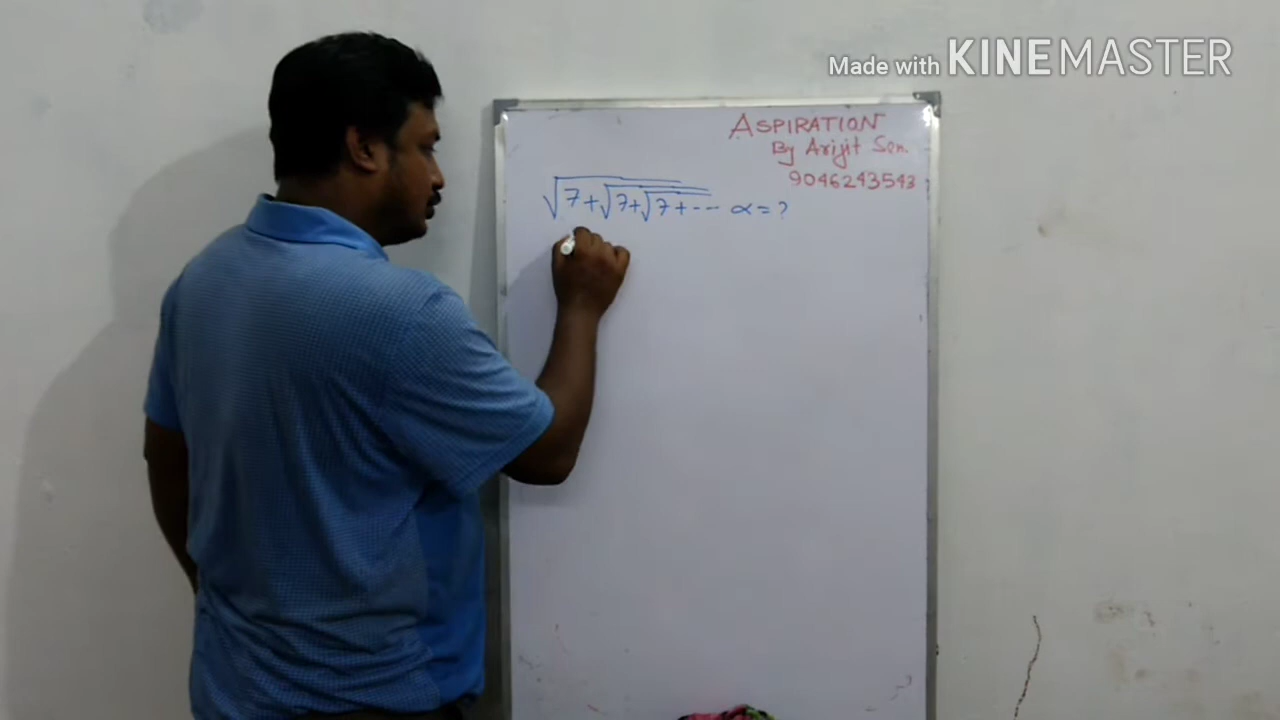 Made with KINEMASTER
ASPIRATION
By Arijit Sen.
9046243543
√7+√7+√7+--- α=?